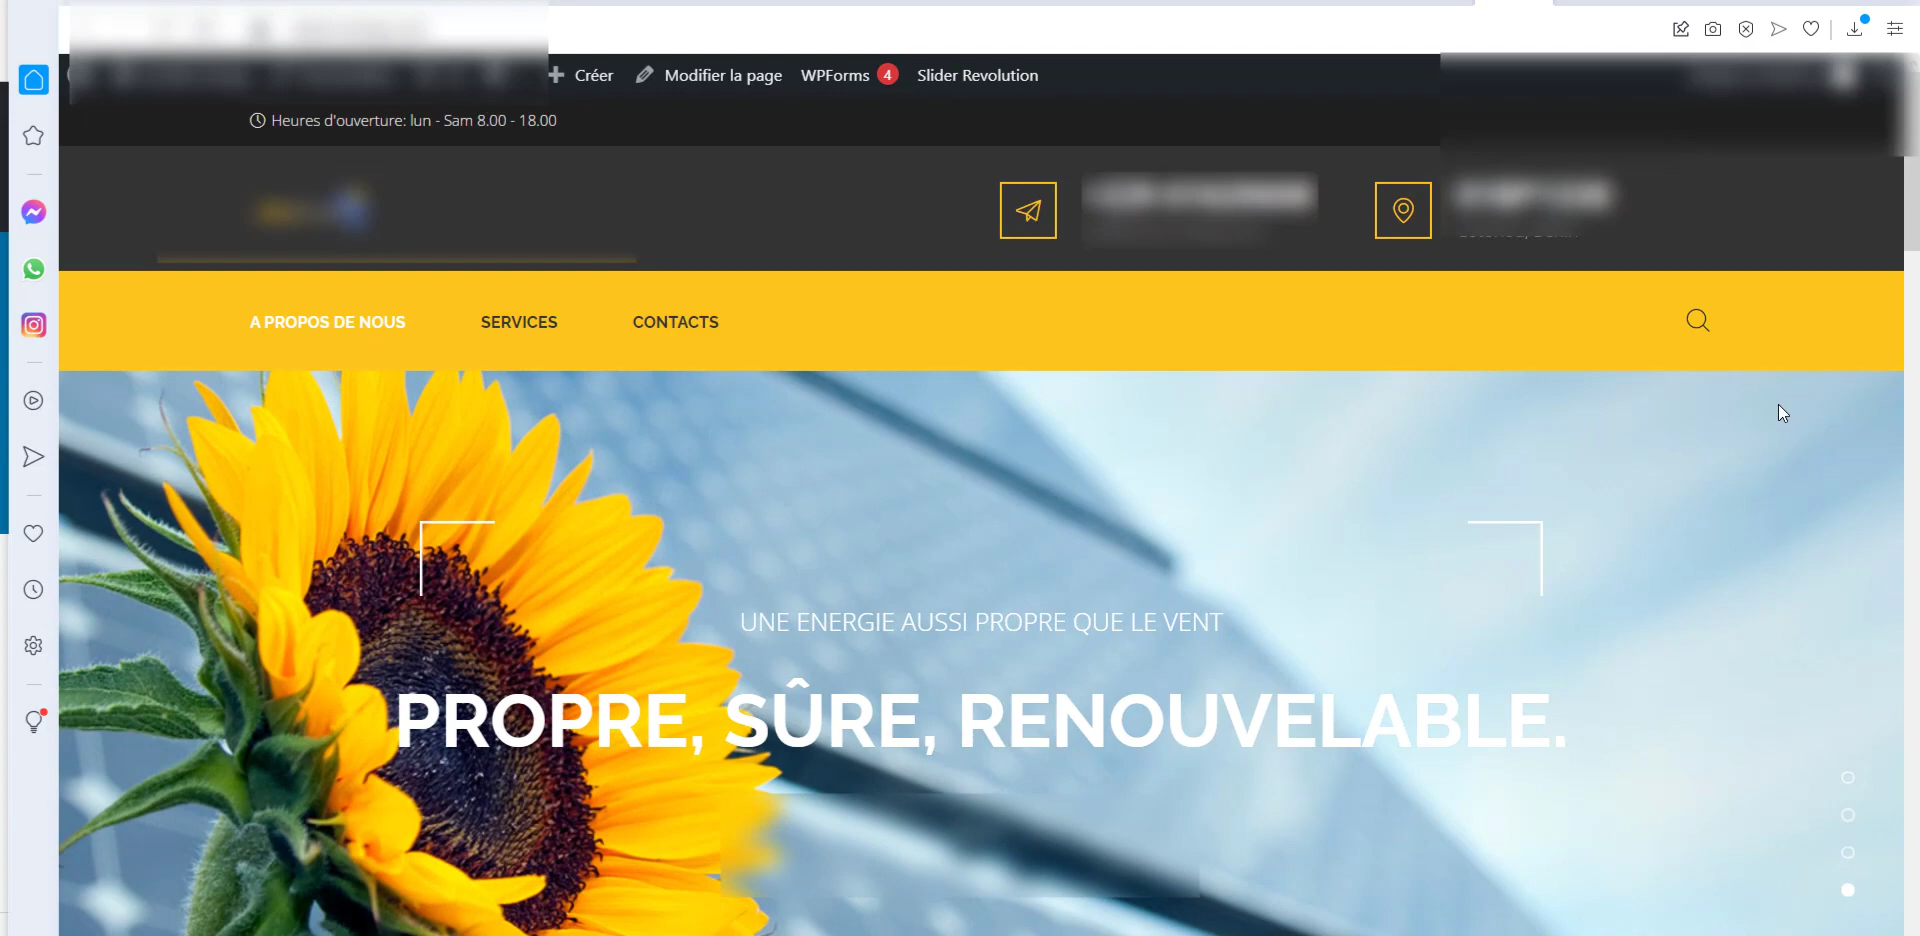 Créer Modifier la page WPForms 4 Slider Revolution
Heures d'ouverture: lun - Sam 8.00 - 18.00
A PROPOS DE NOUS SERVICES CONTACTS
UNE ENERGIE AUSSI PROPRE QUE LE VENT
PROPRE, SÛRE, RENOUVELABLE.